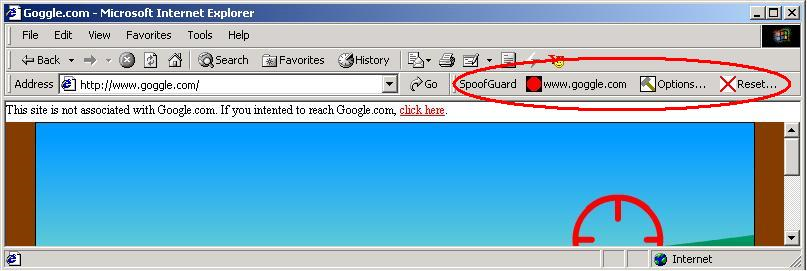 Goggle.com - Microsoft Internet Explorer
File Edit View Favorites Tools Help
Back Search Favorites History
Address http://www.goggle.com/ Go SpoofGuard www.goggle.com Options... Reset...
This site is not associated with Google.com. If you intented to reach Google.com, click here.
Internet